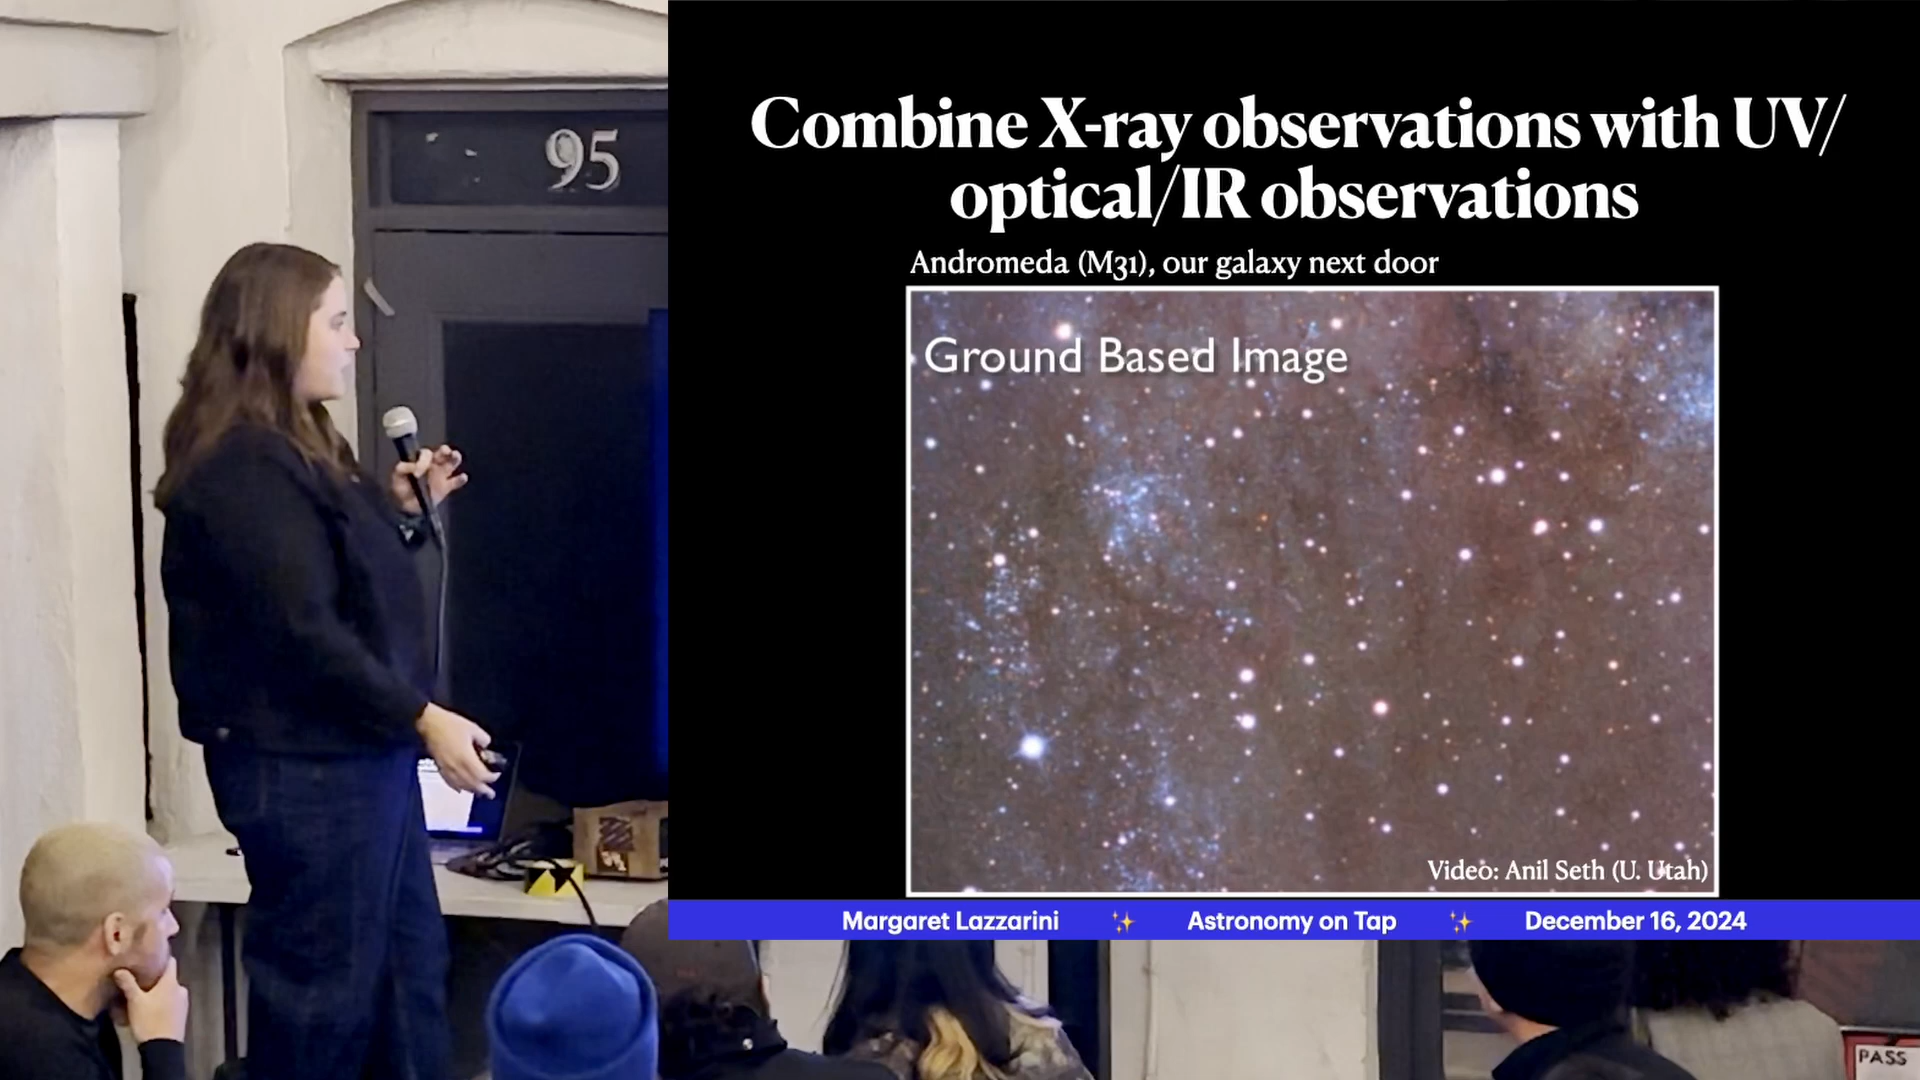 95
Combine X-ray observations with UV/
optical/IR observations
Andromeda (M31), our galaxy next door
Ground Based Image
Video: Anil Seth (U. Utah)
Margaret Lazzarini ✨ Astronomy on Tap ✨ December 16, 2024
PASS